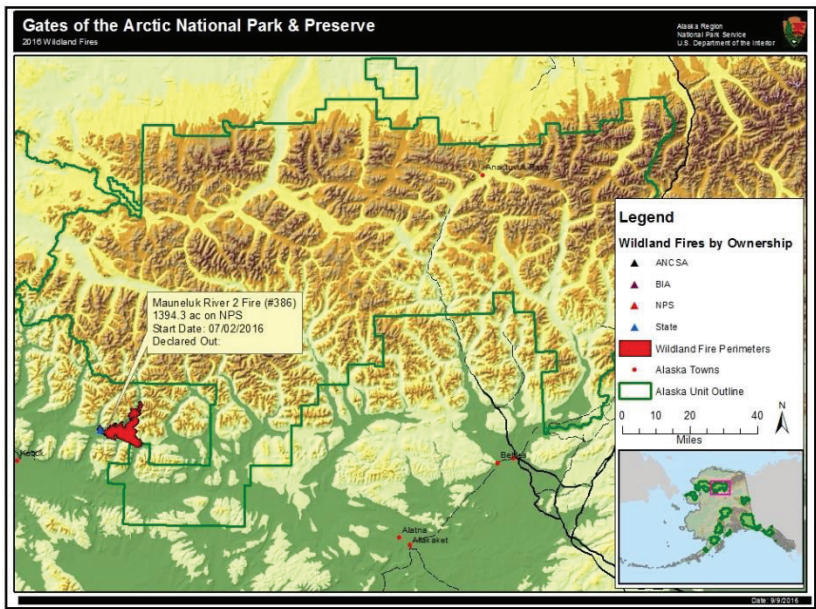 Gates of the Arctic National Park & Preserve
2016 Wildland Fires
Alaska Region
National Park Service
U.S. Department of the Interior
Anaktuvuk Pass
Legend
Wildland Fires by Ownership
ANCSA
BIA
NPS
State
Wildland Fire Perimeters
Alaska Towns
Alaska Unit Outline
N
0 10 20 40
Miles
Mauneluk River 2 Fire (#386)
1394.3 ac on NPS
Start Date: 07/02/2016
Declared Out:
Kobuk
Bettles
Alatna
Allakaket
Date: 9/9/2016